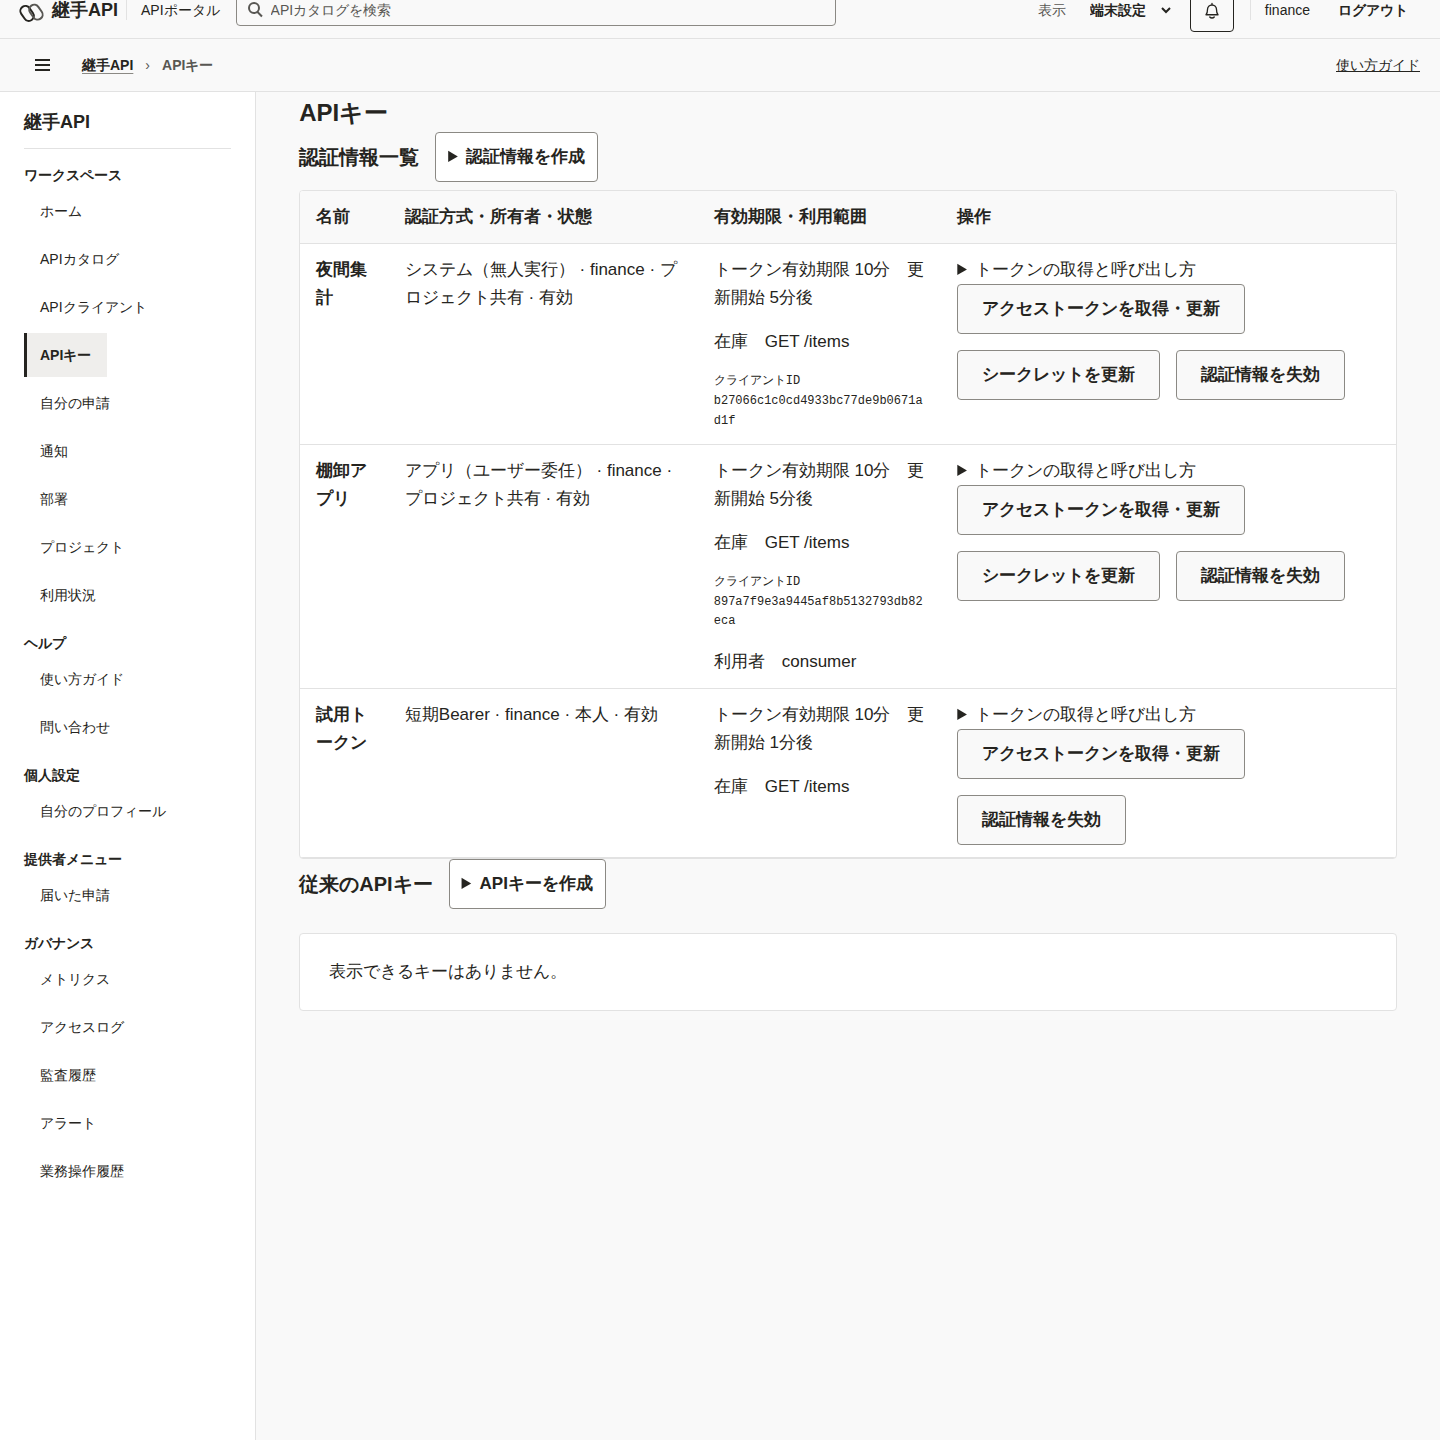 継手API
APIポータル
APIカタログを検索
表示
端末設定
finance
ログアウト
継手API › APIキー
使い方ガイド
継手API
ワークスペース
ホーム
APIカタログ
APIクライアント
APIキー
自分の申請
通知
部署
プロジェクト
利用状況
ヘルプ
使い方ガイド
問い合わせ
個人設定
自分のプロフィール
提供者メニュー
届いた申請
ガバナンス
メトリクス
アクセスログ
監査履歴
アラート
業務操作履歴
APIキー
認証情報一覧
▶ 認証情報を作成
名前
認証方式・所有者・状態
有効期限・利用範囲
操作
夜間集
計
システム（無人実行） · finance · プ
ロジェクト共有 · 有効
トークン有効期限 10分　更
新開始 5分後
在庫　GET /items
クライアントID
b27066c1c0cd4933bc77de9b0671a
d1f
▶ トークンの取得と呼び出し方
アクセストークンを取得・更新
シークレットを更新
認証情報を失効
棚卸ア
プリ
アプリ（ユーザー委任） · finance ·
プロジェクト共有 · 有効
トークン有効期限 10分　更
新開始 5分後
在庫　GET /items
クライアントID
897a7f9e3a9445af8b5132793db82
eca
利用者　consumer
▶ トークンの取得と呼び出し方
アクセストークンを取得・更新
シークレットを更新
認証情報を失効
試用ト
ークン
短期Bearer · finance · 本人 · 有効
トークン有効期限 10分　更
新開始 1分後
在庫　GET /items
▶ トークンの取得と呼び出し方
アクセストークンを取得・更新
認証情報を失効
従来のAPIキー
▶ APIキーを作成
表示できるキーはありません。